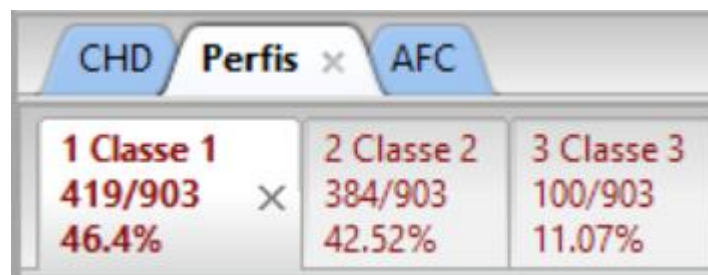 CHD Perfis × AFC
1 Classe 1 2 Classe 2 3 Classe 3
419/903 × 384/903 100/903
46.4% 42.52% 11.07%